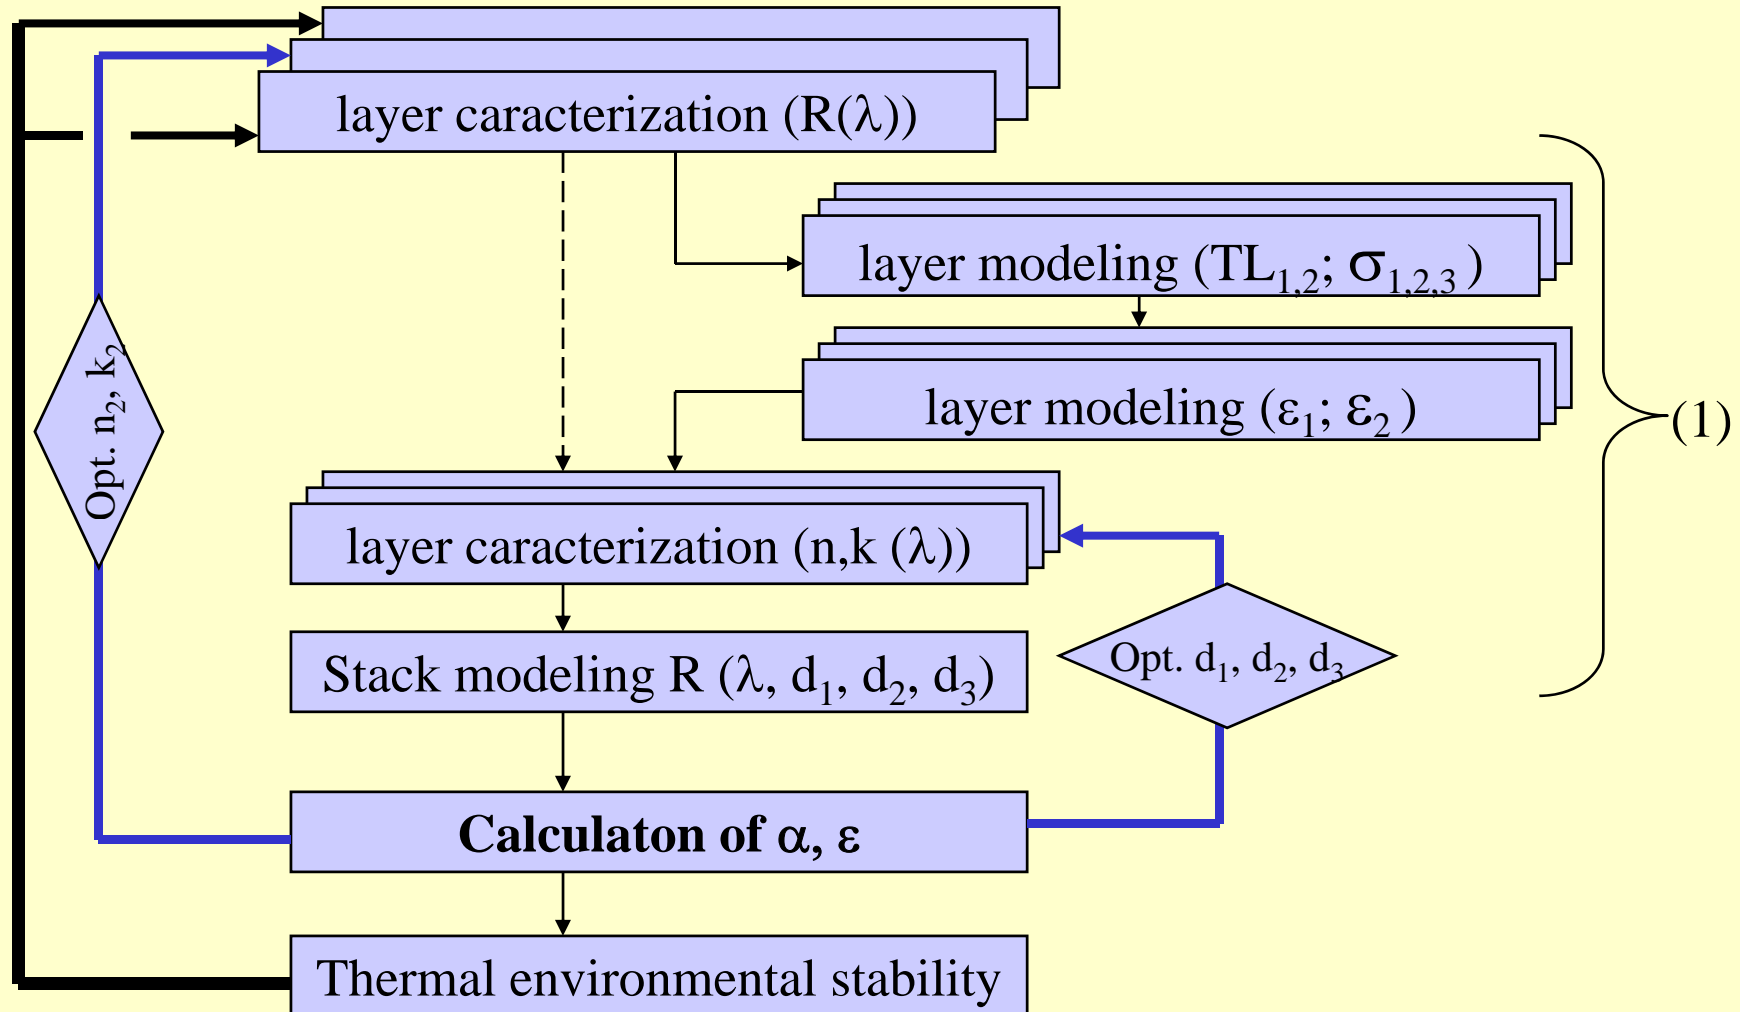 layer caracterization (R(λ))
layer modeling (TL₁,₂; σ₁,₂,₃ )
layer modeling (ε₁; ε₂ )
(1)
Opt. n₂, k₂
layer caracterization (n,k (λ))
Stack modeling R (λ, d₁, d₂, d₃)
Opt. d₁, d₂, d₃
Calculaton of α, ε
Thermal environmental stability